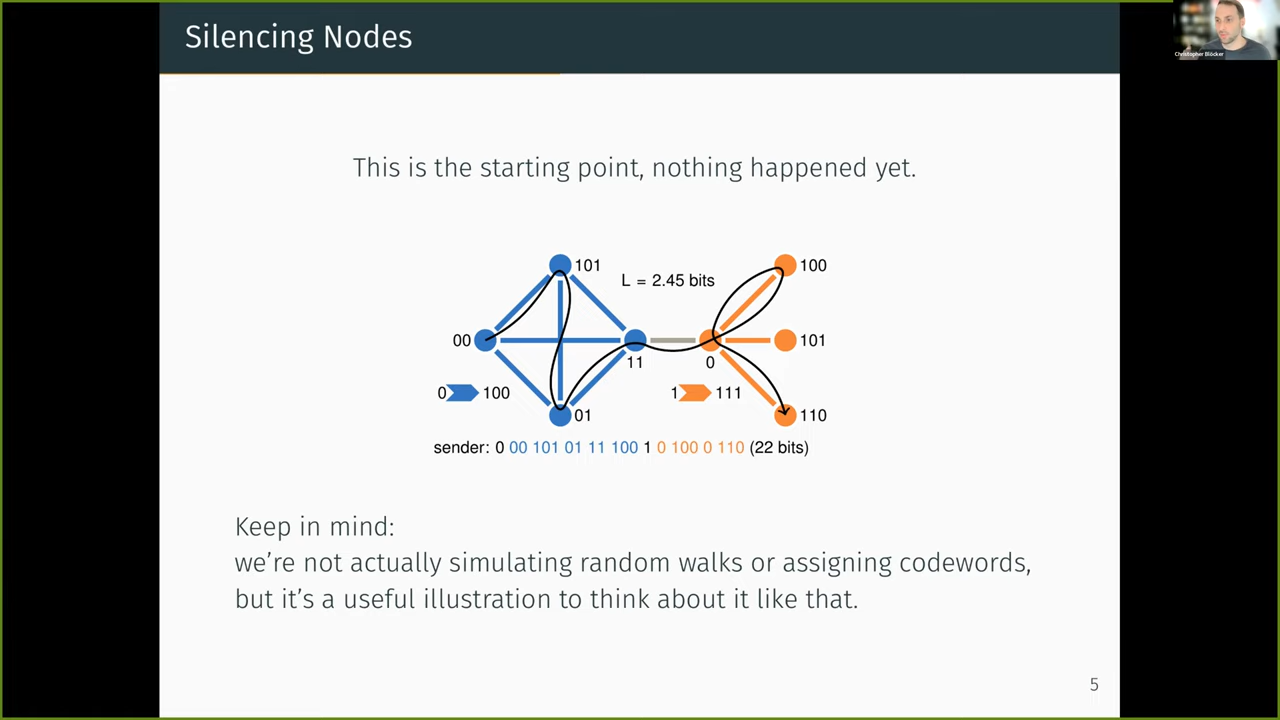 Silencing Nodes
Christopher Blöcker
This is the starting point, nothing happened yet.
101
L = 2.45 bits
100
00
11
0
101
0
100
1
111
01
110
sender: 0 00 101 01 11 100 1 0 100 0 110 (22 bits)
Keep in mind:
we're not actually simulating random walks or assigning codewords,
but it's a useful illustration to think about it like that.
5